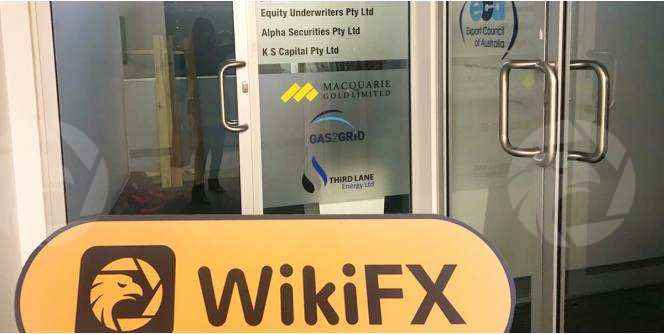 Equity Underwriters Pty Ltd
Alpha Securities Pty Ltd
K S Capital Pty Ltd
MACQUARIE
GOLD LIMITED
GAS2GRID
THIRD LANE
Energy Ltd
eca
Export Council
of Australia
WikiFX